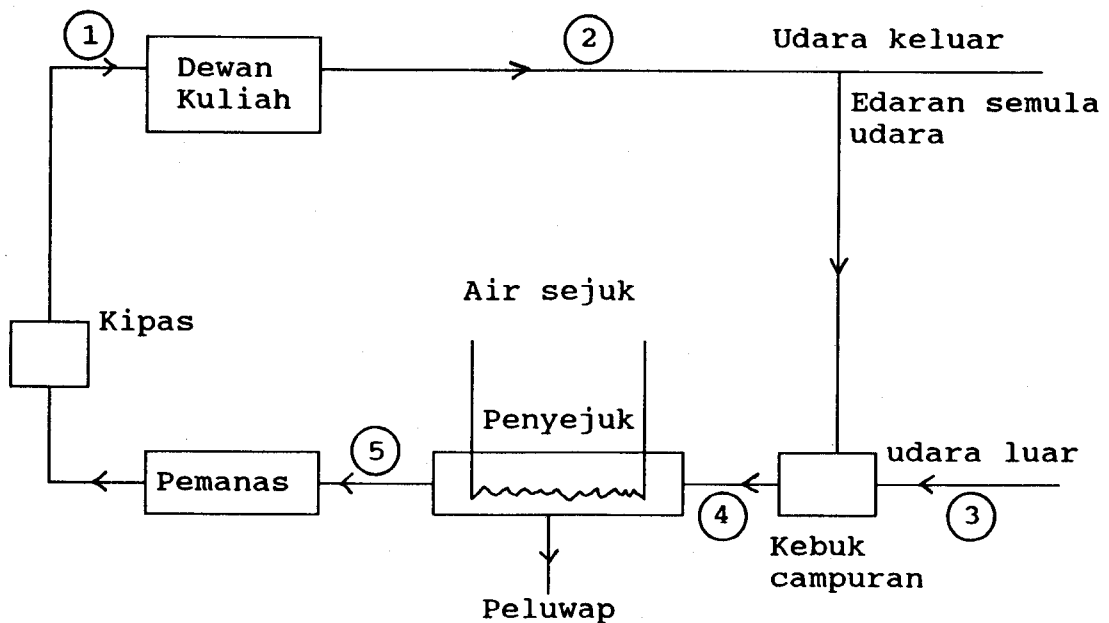 1
2
Udara keluar
Dewan
Kuliah
Edaran semula
udara
Air sejuk
Kipas
Penyejuk
5
udara luar
Pemanas
4
3
Kebuk
campuran
Peluwap